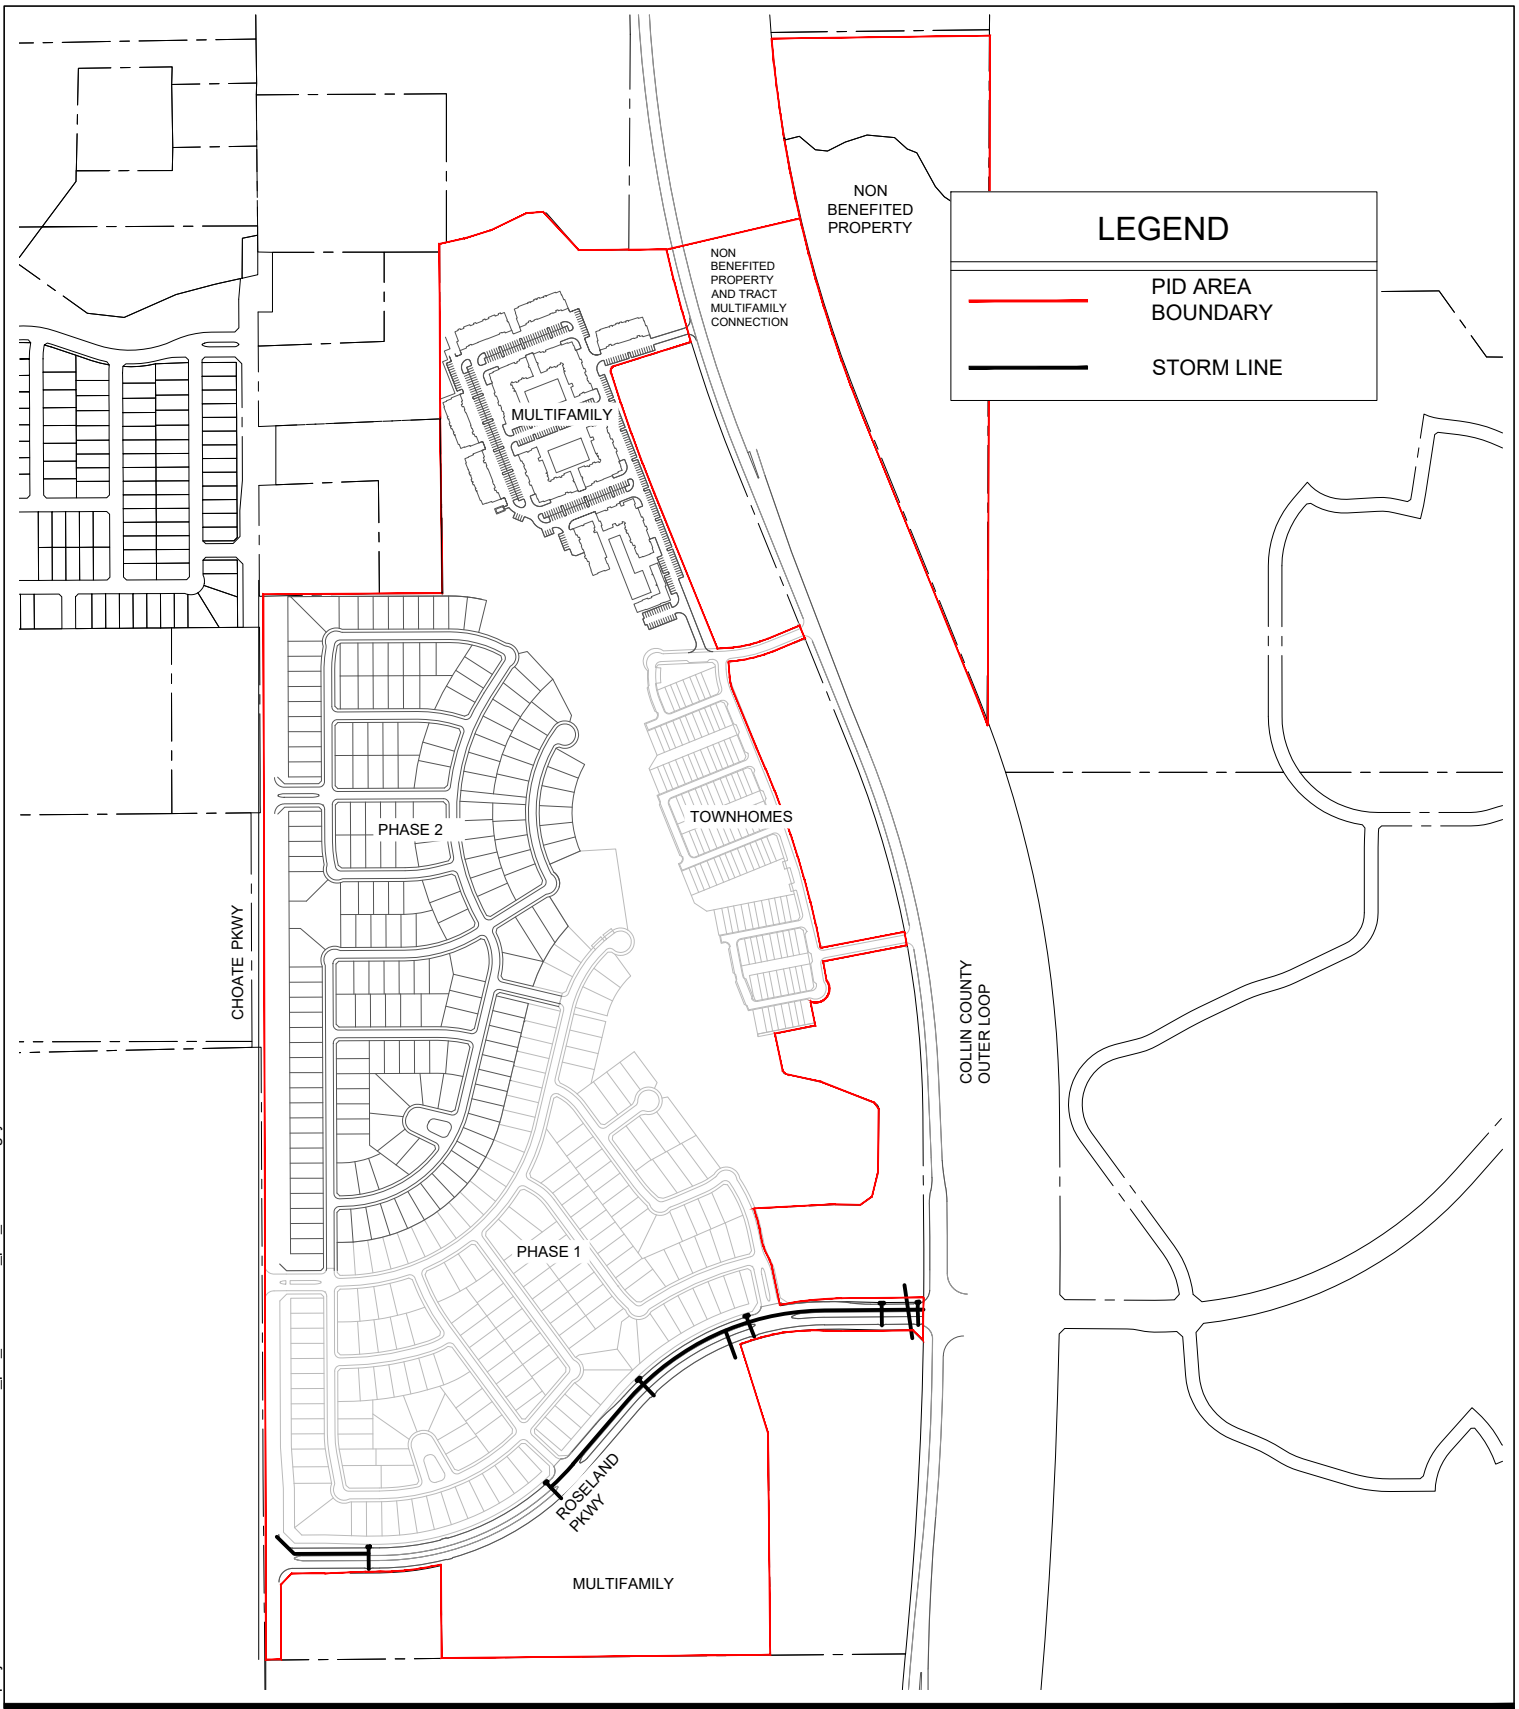 NON
BENEFITED
PROPERTY
LEGEND
PID AREA
BOUNDARY
STORM LINE
NON
BENEFITED
PROPERTY
AND TRACT
MULTIFAMILY
CONNECTION
MULTIFAMILY
TOWNHOMES
PHASE 2
CHOATE PKWY
COLLIN COUNTY
OUTER LOOP
PHASE 1
ROSELAND
PKWY
MULTIFAMILY